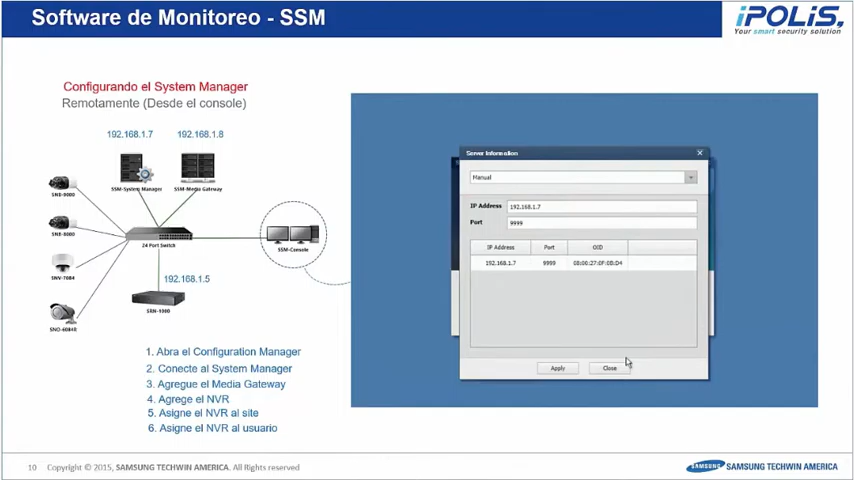 Software de Monitoreo - SSM
iPOLiS,
Your smart security solution
Configurando el System Manager
Remotamente (Desde el console)
192.168.1.7
192.168.1.8
SSM-System Manager
SSM-Media Gateway
24 Port Switch
SSM-Console
SNV-7084
SNO-6084R
192.168.1.5
SRN-1000
1. Abra el Configuration Manager
2. Conecte al System Manager
3. Agregue el Media Gateway
4. Agrege el NVR
5. Asigne el NVR al site
6. Asigne el NVR al usuario
Server Information
Manual
IP Address 192.168.1.7
Port 9999
IP Address Port OID
192.168.1.7 9999 08:00:27:0F:0B:D4
Apply Close
10 Copyright © 2015, SAMSUNG TECHWIN AMERICA. All Rights reserved
SAMSUNG SAMSUNG TECHWIN AMERICA